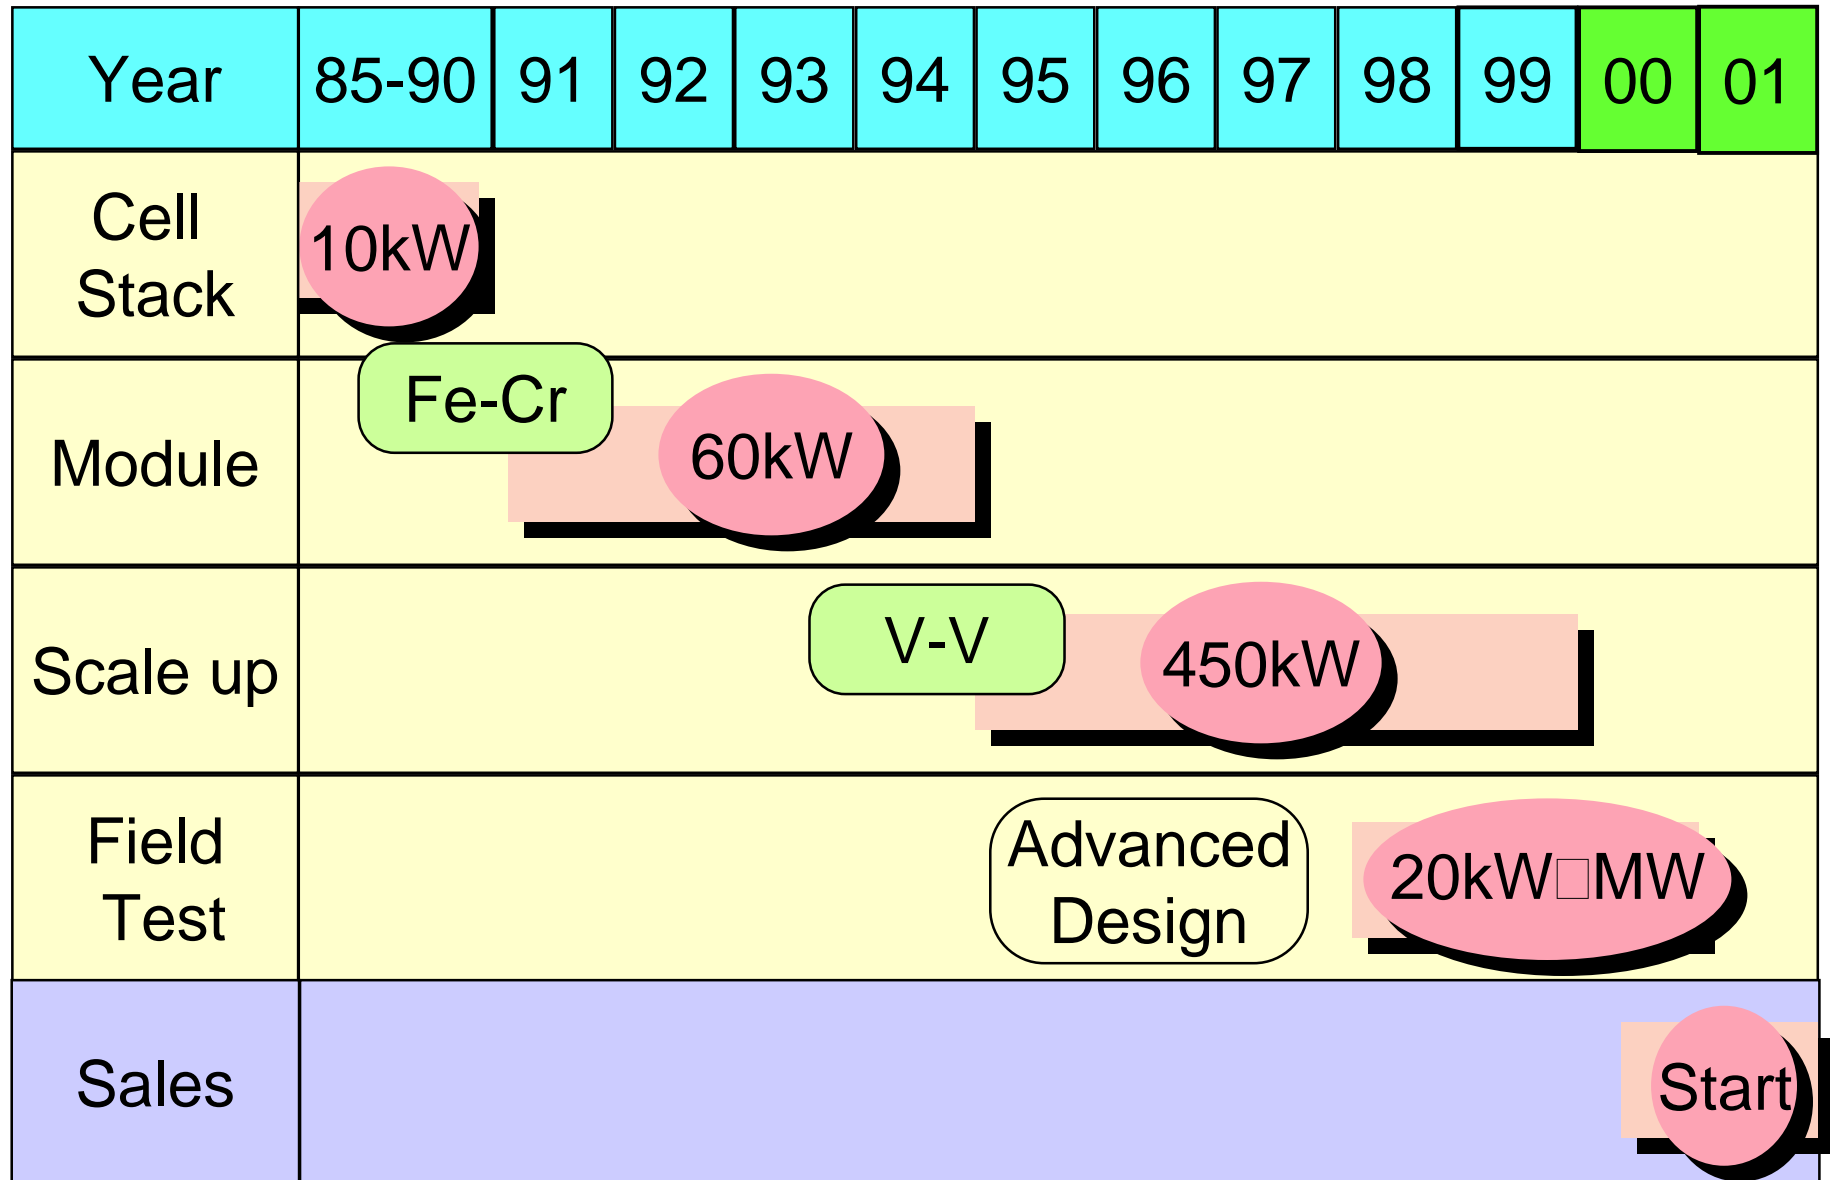 Year 85-90 91 92 93 94 95 96 97 98 99 00 01
Cell
Stack
10kW
Fe-Cr
Module
60kW
V-V
Scale up
450kW
Field
Test
Advanced
Design
20kW□MW
Sales
Start